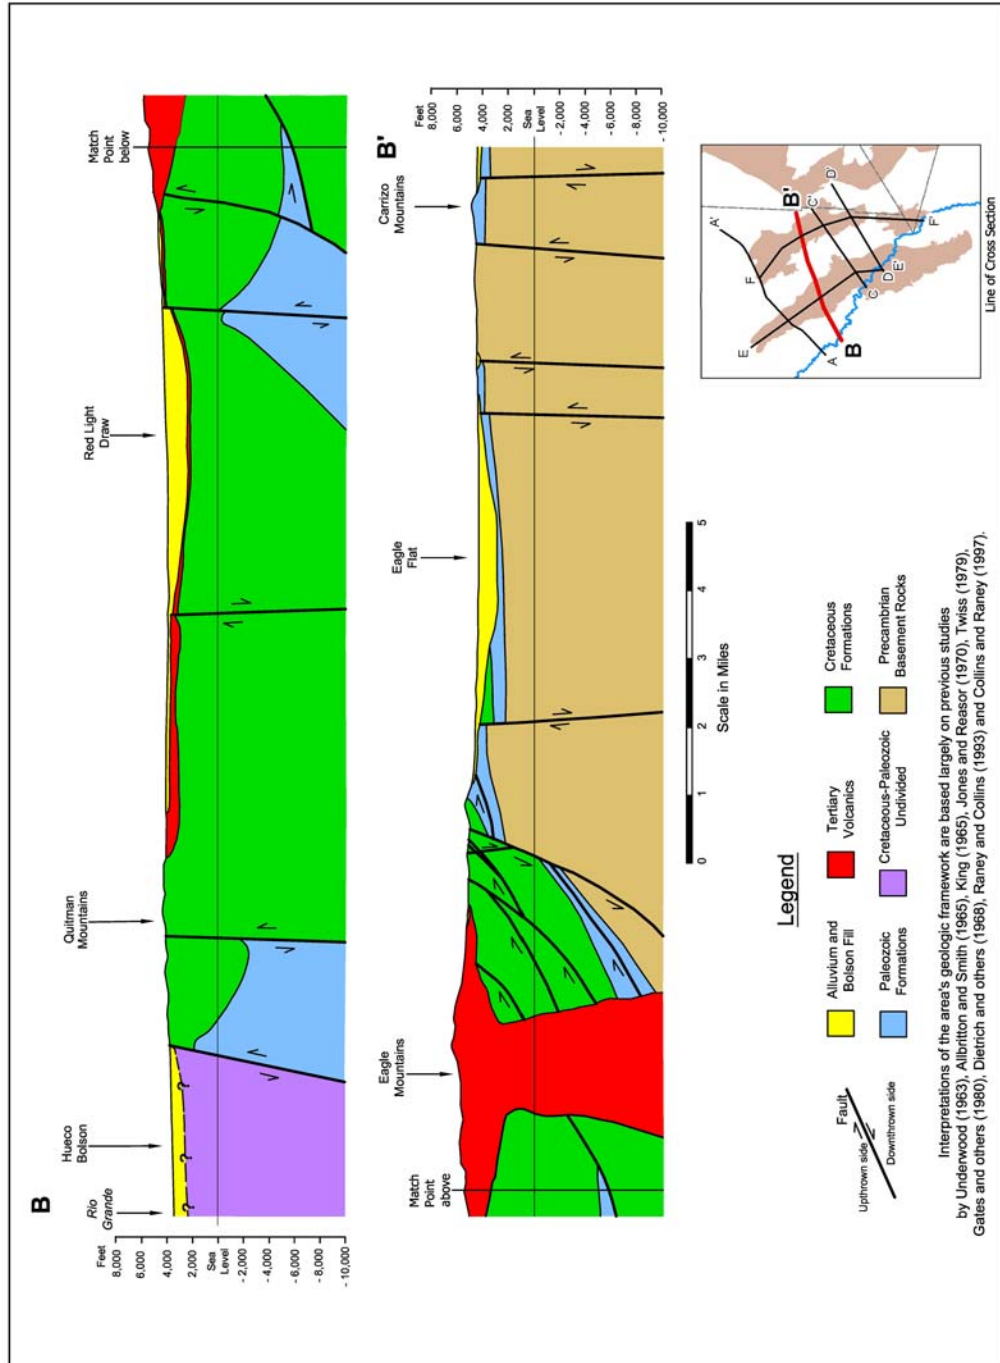 B
Feet
8,000
6,000
4,000
2,000
Sea
Level
- 2,000
- 4,000
- 6,000
- 8,000
- 10,000
Rio
Grande
Hueco
Bolson
Quitman
Mountains
Red Light
Draw
Match
Point
below
?
?
?
B'
Feet
8,000
6,000
4,000
2,000
Sea
Level
- 2,000
- 4,000
- 6,000
- 8,000
- 10,000
Match
Point
above
Eagle
Mountains
Eagle
Flat
Carrizo
Mountains
0
1
2
3
4
5
Scale in Miles
Legend
Fault
Upthrown side
Downthrown side
Alluvium and
Bolson Fill
Tertiary
Volcanics
Cretaceous
Formations
Paleozoic
Formations
Cretaceous-Paleozoic
Undivided
Precambrian
Basement Rocks
Interpretations of the area's geologic framework are based largely on previous studies
by Underwood (1963), Allbritton and Smith (1965), King (1965), Jones and Reasor (1970), Twiss (1979),
Gates and others (1980), Dietrich and others (1968), Raney and Collins (1993) and Collins and Raney (1997).
A
A'
B
B'
C
C'
D
D'
E
E'
F
F'
Line of Cross Section